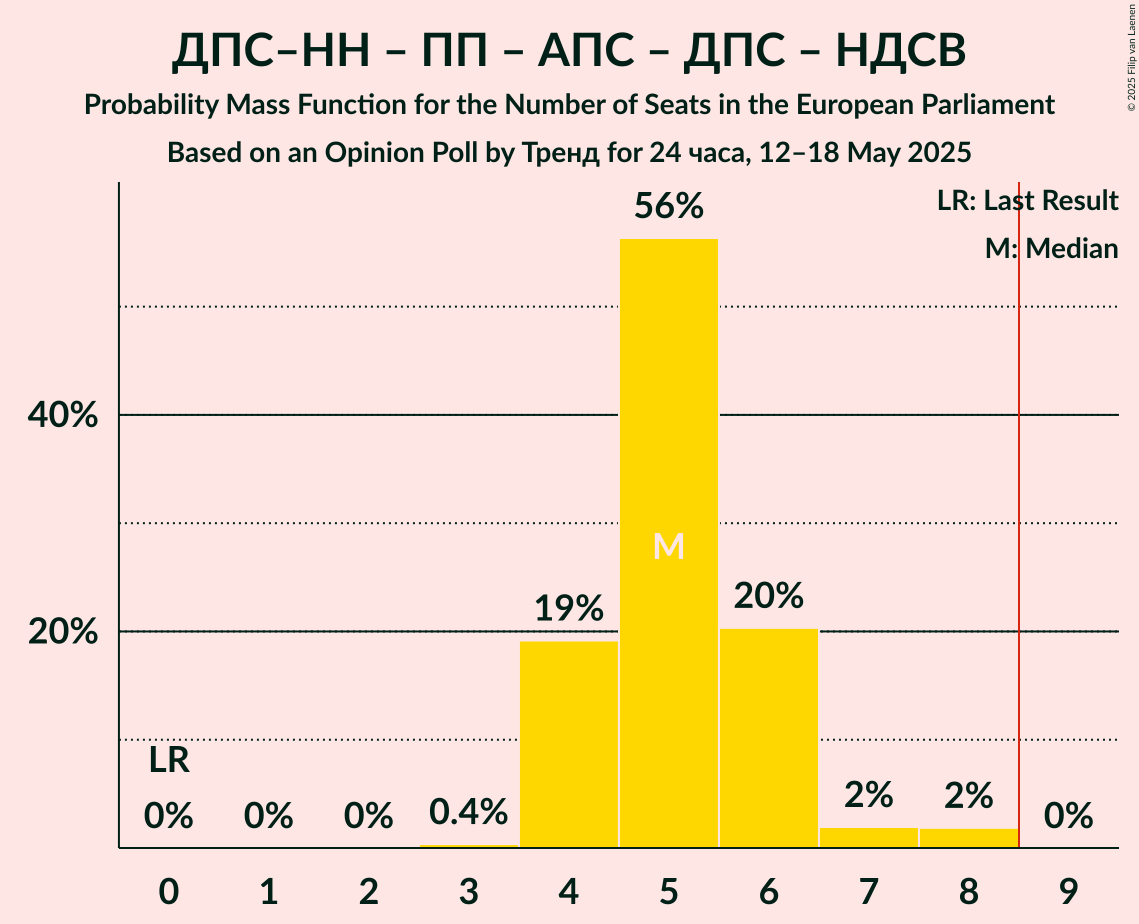 ДПС–НН – ПП – АПС – ДПС – НДСВ
Probability Mass Function for the Number of Seats in the European Parliament
Based on an Opinion Poll by Тренд for 24 часа, 12–18 May 2025
© 2025 Filip van Laenen
LR: Last Result
M: Median
56%
40%
M
20%
19%
20%
LR
0%
0%
0%
0.4%
2%
2%
0%
0
1
2
3
4
5
6
7
8
9